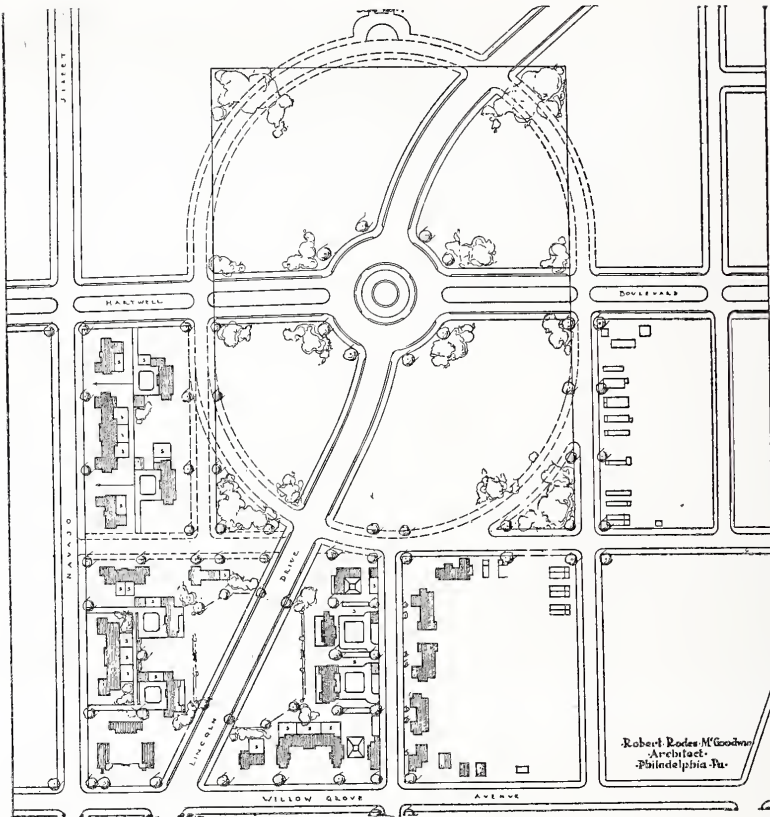 STREET
HARTWELL
BOULEVARD
NAVAJO
DRIVE
LINCOLN
·Robert·Rodes·McGoodwin
·Architect·
·Philadelphia·Pa·
WILLOW GROVE
AVENUE